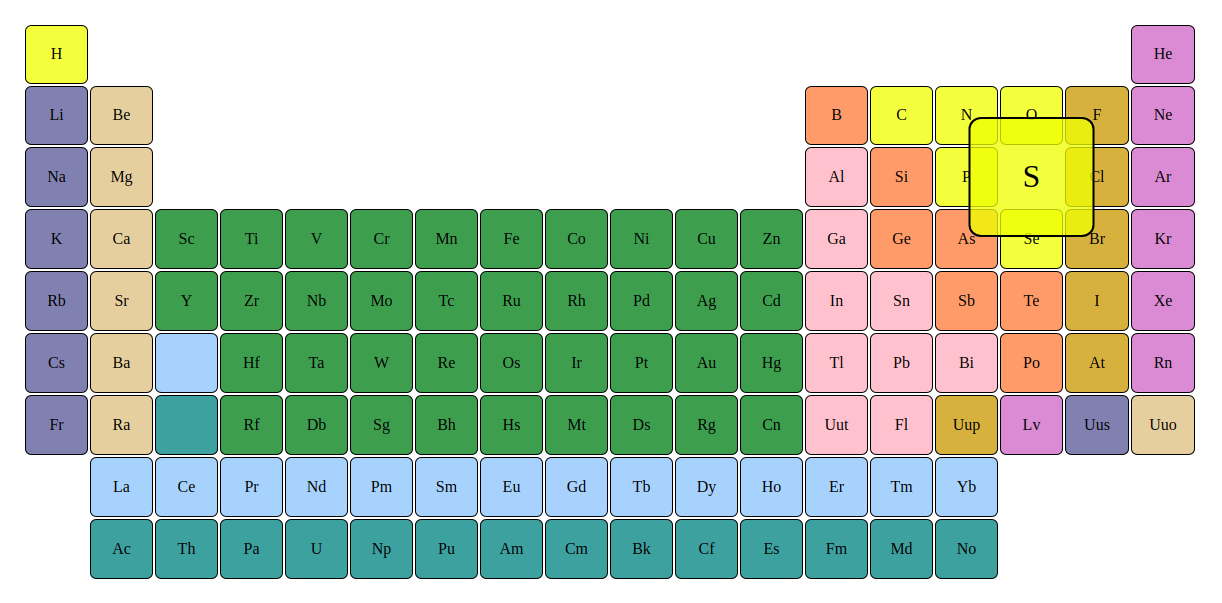 H He
Li Be B C N O F Ne
Na Mg Al Si P S Cl Ar
K Ca Sc Ti V Cr Mn Fe Co Ni Cu Zn Ga Ge As Se Br Kr
Rb Sr Y Zr Nb Mo Tc Ru Rh Pd Ag Cd In Sn Sb Te I Xe
Cs Ba Hf Ta W Re Os Ir Pt Au Hg Tl Pb Bi Po At Rn
Fr Ra Rf Db Sg Bh Hs Mt Ds Rg Cn Uut Fl Uup Lv Uus Uuo
La Ce Pr Nd Pm Sm Eu Gd Tb Dy Ho Er Tm Yb
Ac Th Pa U Np Pu Am Cm Bk Cf Es Fm Md No